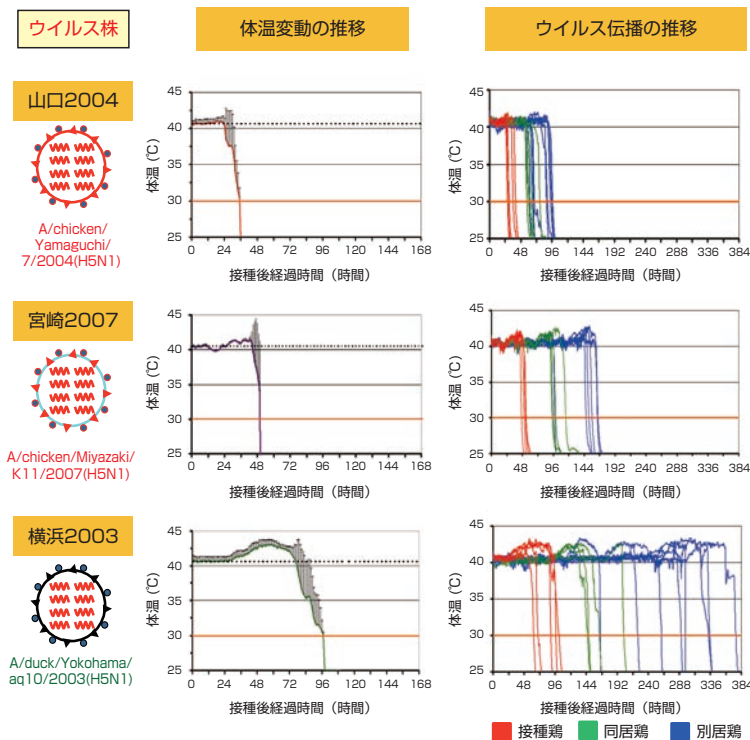 ウイルス株
体温変動の推移
ウイルス伝播の推移
山口2004
A/chicken/
Yamaguchi/
7/2004(H5N1)
体温 (℃)
45
40
35
30
25
0 24 48 72 96 120 144 168
接種後経過時間（時間）
体温 (℃)
45
40
35
30
25
0 48 96 144 192 240 288 336 384
接種後経過時間（時間）
宮崎2007
A/chicken/Miyazaki/
K11/2007(H5N1)
体温 (℃)
45
40
35
30
25
0 24 48 72 96 120 144 168
接種後経過時間（時間）
体温 (℃)
45
40
35
30
25
0 48 96 144 192 240 288 336 384
接種後経過時間（時間）
横浜2003
A/duck/Yokohama/
aq10/2003(H5N1)
体温 (℃)
45
40
35
30
25
0 24 48 72 96 120 144 168
接種後経過時間（時間）
体温 (℃)
45
40
35
30
25
0 48 96 144 192 240 288 336 384
接種後経過時間（時間）
接種鶏 同居鶏 別居鶏